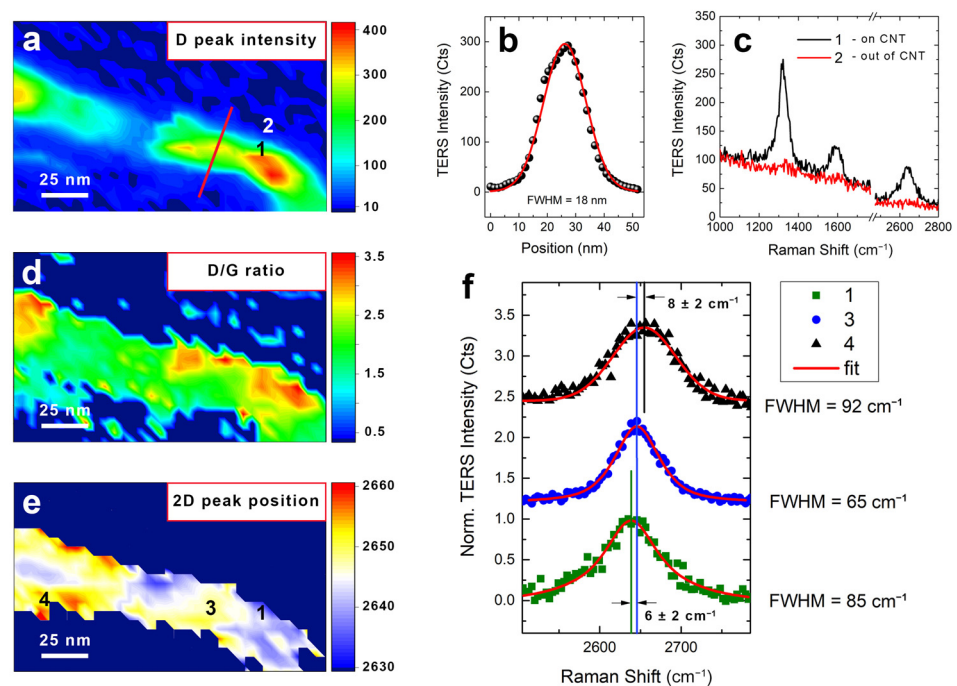 a
D peak intensity
2
1
25 nm
400
300
200
100
10
b
TERS Intensity (Cts)
300
200
100
0
FWHM = 18 nm
0 10 20 30 40 50
Position (nm)
c
TERS Intensity (Cts)
350
300
250
200
150
100
50
0
1 - on CNT
2 - out of CNT
1000 1200 1400 1600 2600 2800
Raman Shift (cm⁻¹)
d
D/G ratio
3.5
2.5
1.5
0.5
e
2D peak position
4
3
1
25 nm
2660
2650
2640
2630
f
Norm. TERS Intensity (Cts)
3.5
3.0
2.5
2.0
1.5
1.0
0.5
0.0
8 ± 2 cm⁻¹
6 ± 2 cm⁻¹
2600 2700
Raman Shift (cm⁻¹)
1
3
4
fit
FWHM = 92 cm⁻¹
FWHM = 65 cm⁻¹
FWHM = 85 cm⁻¹